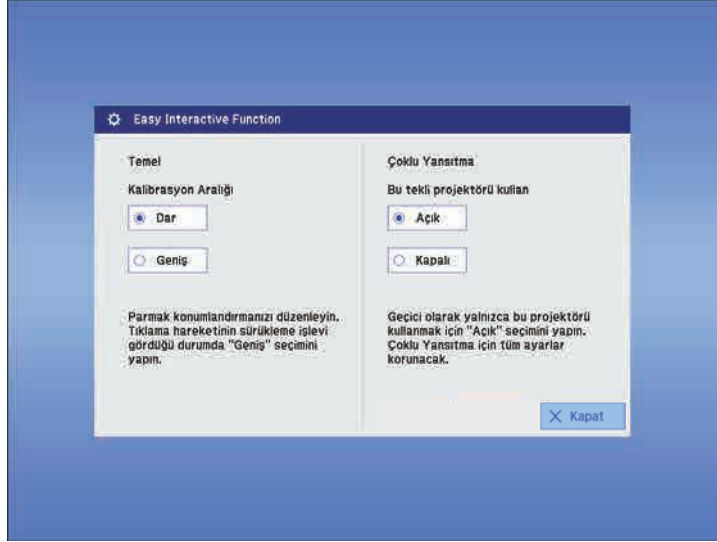 Easy Interactive Function
Temel
Kalibrasyon Aralığı
Dar
Geniş
Parmak konumlandırmanızı düzenleyin.
Tıklama hareketinin sürükleme işlevi
gördüğü durumda "Geniş" seçimini
yapın.
Çoklu Yansıtma
Bu tekli projektörü kullan
Açık
Kapalı
Geçici olarak yalnızca bu projektörü
kullanmak için "Açık" seçimini yapın.
Çoklu Yansıtma için tüm ayarlar
korunacak.
Kapat